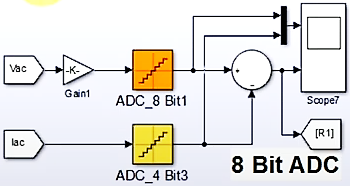 Vac
-K-
Gain1
ADC_8 Bit1
Scope7
Iac
ADC_4 Bit3
+
-
[R1]
8 Bit ADC